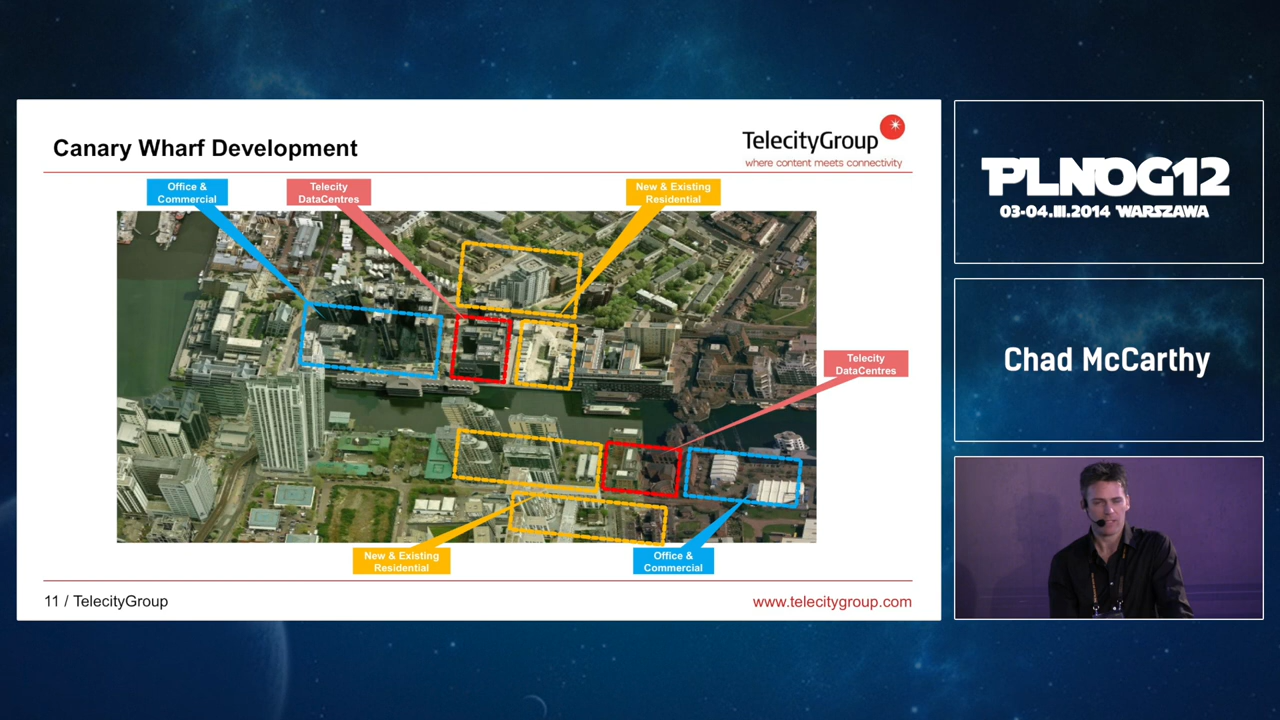 Canary Wharf Development
TelecityGroup
where content meets connectivity
Office &
Commercial
Telecity
DataCentres
New & Existing
Residential
Telecity
DataCentres
New & Existing
Residential
Office &
Commercial
11 / TelecityGroup
www.telecitygroup.com
PLNOG12
03-04.III.2014 WARSZAWA
Chad McCarthy